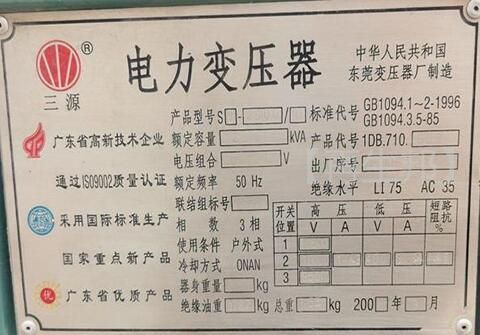 三源 ®
电力变压器
中华人民共和国
东莞变压器厂制造
广东省高新技术企业
通过ISO9002质量认证
采用国际标准生产
国家重点新产品
广东省优质产品
优
产品型号 S - / 标准代号 GB1094.1~2-1996
GB1094.3.5-85
额定容量 KVA 产品代号 1DB.710.
电压组合 V 出厂序号
额定频率 50 Hz 绝缘水平 LI 75 AC 35
联结组标号
相数 3相
使用条件 户外式
冷却方式 ONAN
器身重量 kg
绝缘油重 kg 总重 kg 200 年 月
开关位置 高压 低压 短路阻抗%
V A V A
1
2
3